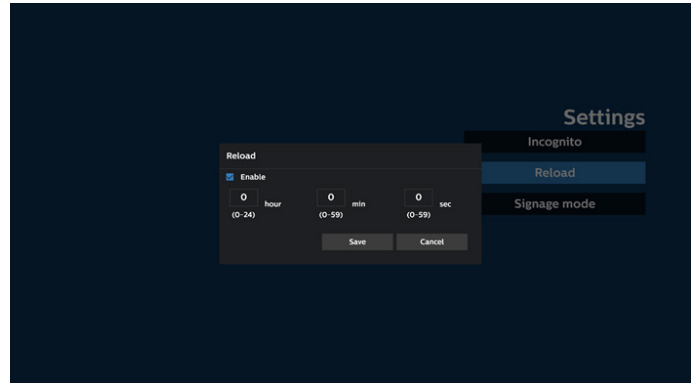 Settings
Incognito
Reload
Signage mode
Reload
Enable
0 hour 0 min 0 sec
(0-24) (0-59) (0-59)
Save Cancel